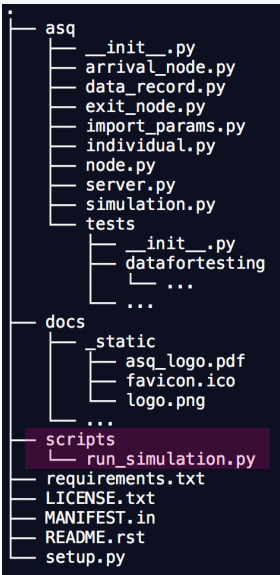 .
├── asq
│   ├── __init__.py
│   ├── arrival_node.py
│   ├── data_record.py
│   ├── exit_node.py
│   ├── import_params.py
│   ├── individual.py
│   ├── node.py
│   ├── server.py
│   ├── simulation.py
│   └── tests
│       ├── __init__.py
│       ├── datafortesting
│       │   └── ...
│       └── ...
├── docs
│   ├── _static
│   │   ├── asq_logo.pdf
│   │   ├── favicon.ico
│   │   └── logo.png
│   └── ...
├── scripts
│   └── run_simulation.py
├── requirements.txt
├── LICENSE.txt
├── MANIFEST.in
├── README.rst
└── setup.py